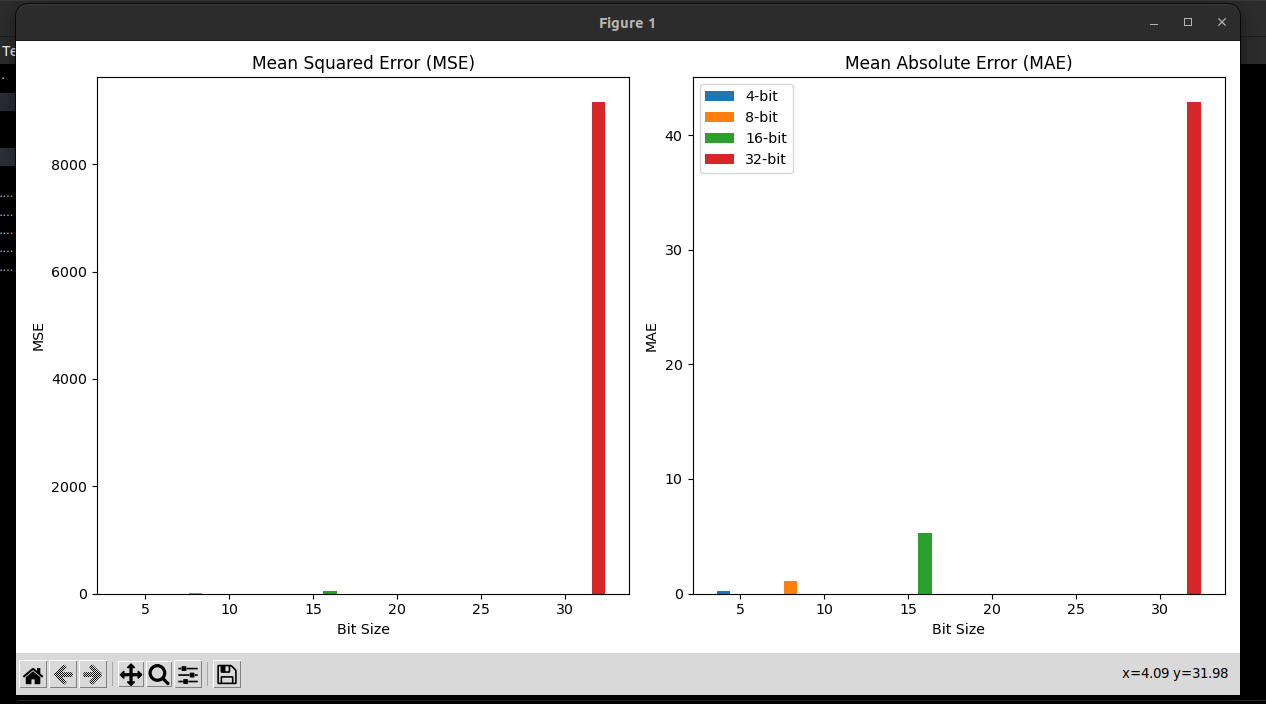 Figure 1
Te
Mean Squared Error (MSE)
MSE
8000
6000
4000
2000
0
5 10 15 20 25 30
Bit Size
Mean Absolute Error (MAE)
4-bit
8-bit
16-bit
32-bit
MAE
40
30
20
10
0
5 10 15 20 25 30
Bit Size
x=4.09 y=31.98